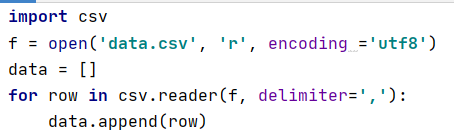 import csv
f = open('data.csv', 'r', encoding ='utf8')
data = []
for row in csv.reader(f, delimiter=','):
    data.append(row)